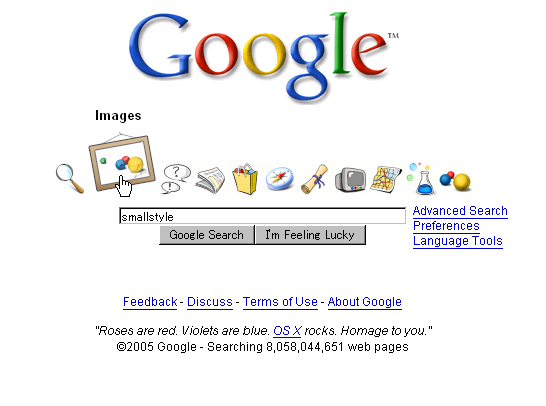 Google™
Images
smallstyle
Advanced Search
Preferences
Language Tools
Google Search
I'm Feeling Lucky
Feedback - Discuss - Terms of Use - About Google
"Roses are red. Violets are blue. OS X rocks. Homage to you."
©2005 Google - Searching 8,058,044,651 web pages